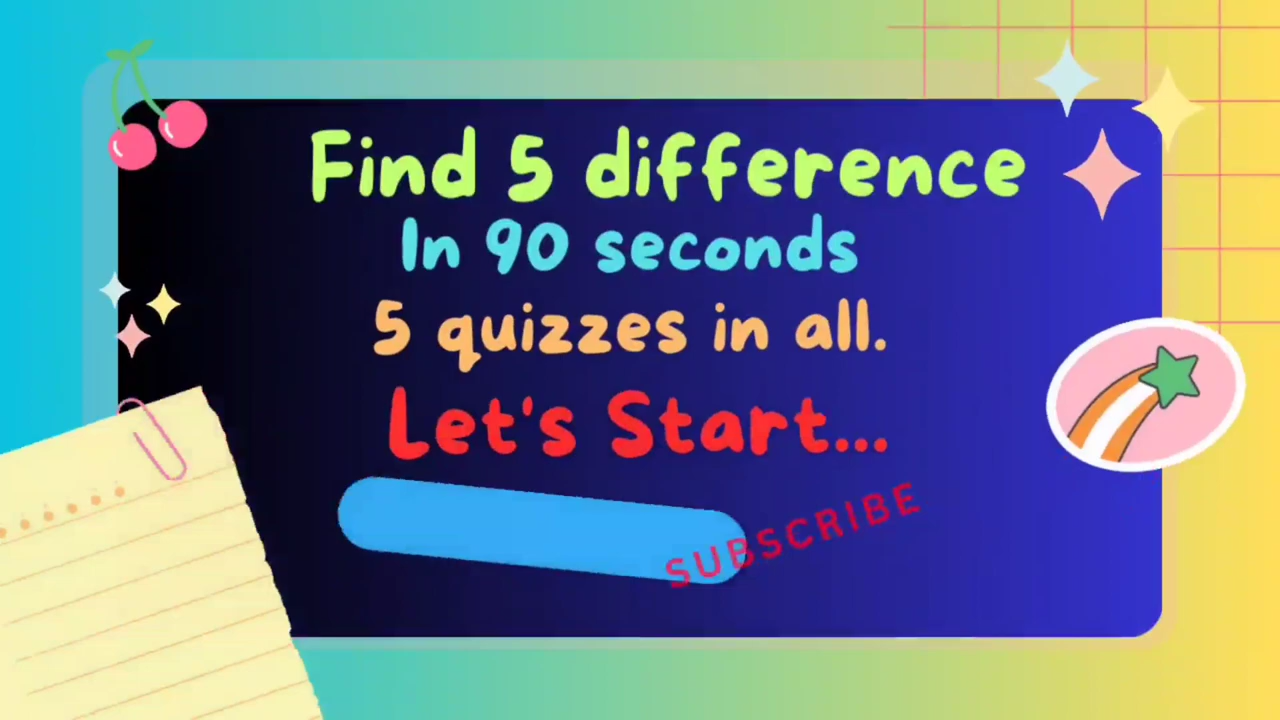 Find 5 difference
In 90 seconds
5 quizzes in all.
Let's Start...
SUBSCRIBE